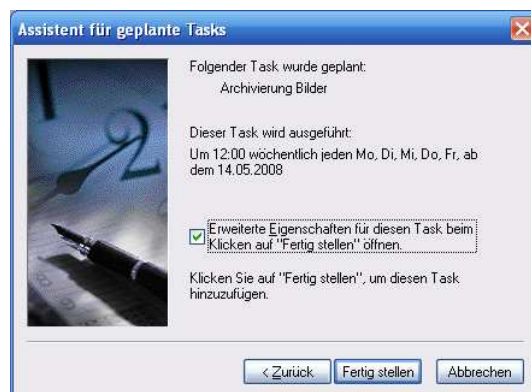 Assistent für geplante Tasks
Folgender Task wurde geplant:
Archivierung Bilder
Dieser Task wird ausgeführt:
Um 12:00 wöchentlich jeden Mo, Di, Mi, Do, Fr, ab
dem 14.05.2008
Erweiterte Eigenschaften für diesen Task beim
Klicken auf "Fertig stellen" öffnen.
Klicken Sie auf "Fertig stellen", um diesen Task
hinzuzufügen.
< Zurück Fertig stellen Abbrechen
12
2